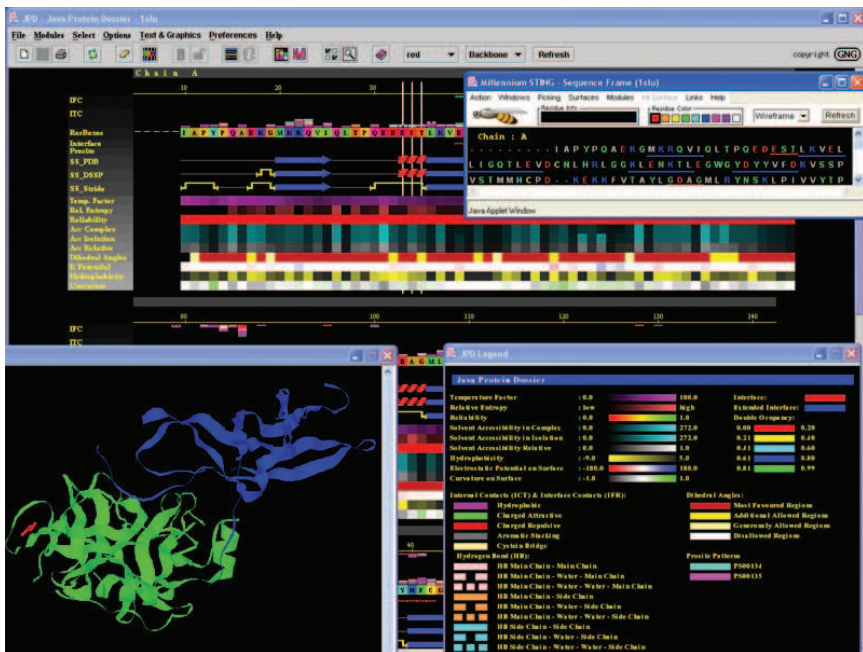 JPD - Java Protein Dossier - 1slu
File Modules Select Options Text & Graphics Preferences Help
red Backbone Refresh copyright GNG
Chain A
10 20 30
IFC
ITC
ResBoxes
IAPYPQAEKGMKRQVIQLTPQEDESTLKVE
Interface
Prosite
SS_PDB
SS_DSSP
SS_Stride
Temp. Factor
Rel. Entropy
Reliability
Acc Complex
Acc Isolation
Acc Relative
Dihedral Angles
E. Potential
Hydrophobicity
Curvature
Millennium STING - Sequence Frame (1slu)
Action Windows Picking Surfaces Modules Links Help
Residue Info Residue Color
Wireframe Refresh
Chain : A
. . . . . . . . . I A P Y P Q A E K G M K R Q V I Q L T P Q E D E S T L K V E L
L I G Q T L E V D C N L H R L G G K L E N K T L E G W G Y D Y Y V F D K V S S P
V S T M M H C P D . . K E K K F V T A Y L G D A G M L R Y N S K L P I V V Y T P
Java Applet Window
90 100 110 120 130 140
IFC
ITC
RAGML
40
YHRCG
JPD Legend
Java Protein Dossier
Temperature Factor : 0.0 100.0
Relative Entropy : low high
Reliability : 0.0 1.0
Solvent Accessibility in Complex : 0.0 272.0
Solvent Accessibility in Isolation : 0.0 272.0
Solvent Accessibility Relative : 0.0 1.0
Hydrophobicity : -9.0 5.0
Electrostatic Potential on Surface : -100.0 100.0
Curvature on Surface : -1.0 1.0
Interface:
Extended Interface:
Double Occupancy:
0.00 0.20
0.21 0.40
0.41 0.60
0.61 0.80
0.81 0.99
Internal Contacts (ICT) & Interface Contacts (IFR):
Hydrophobic
Charged Attractive
Charged Repulsive
Aromatic Stacking
Cystein Bridge
Hydrogen Bond (HB):
HB Main Chain - Main Chain
HB Main Chain - Water - Main Chain
HB Main Chain - Water - Water - Main Chain
HB Main Chain - Side Chain
HB Main Chain - Water - Side Chain
HB Main Chain - Water - Water - Side Chain
HB Side Chain - Side Chain
HB Side Chain - Water - Side Chain
HB Side Chain - Water - Water - Side Chain
Dihedral Angles:
Most Favoured Regions
Additional Allowed Regions
Generously Allowed Regions
Disallowed Regions
Prosite Patterns
PS00134
PS00135